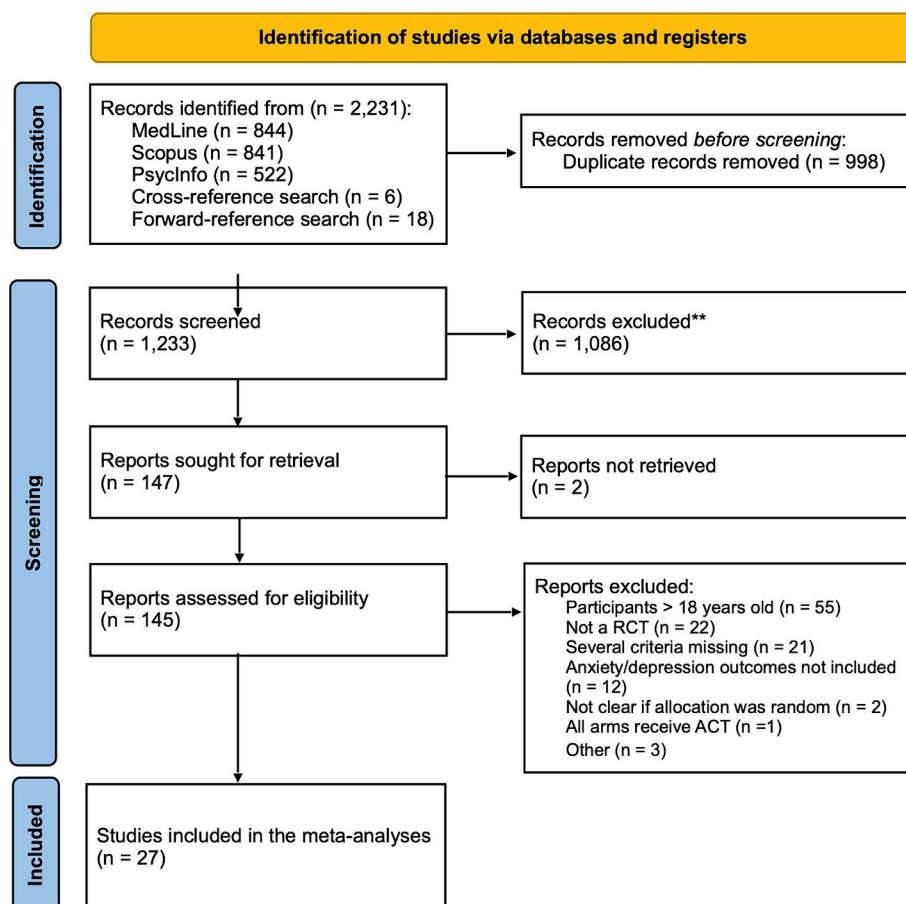 Identification of studies via databases and registers
Identification
Records identified from (n = 2,231):
MedLine (n = 844)
Scopus (n = 841)
PsycInfo (n = 522)
Cross-reference search (n = 6)
Forward-reference search (n = 18)
Records removed before screening:
Duplicate records removed (n = 998)
Screening
Records screened
(n = 1,233)
Records excluded**
(n = 1,086)
Reports sought for retrieval
(n = 147)
Reports not retrieved
(n = 2)
Reports assessed for eligibility
(n = 145)
Reports excluded:
Participants > 18 years old (n = 55)
Not a RCT (n = 22)
Several criteria missing (n = 21)
Anxiety/depression outcomes not included
(n = 12)
Not clear if allocation was random (n = 2)
All arms receive ACT (n =1)
Other (n = 3)
Included
Studies included in the meta-analyses
(n = 27)